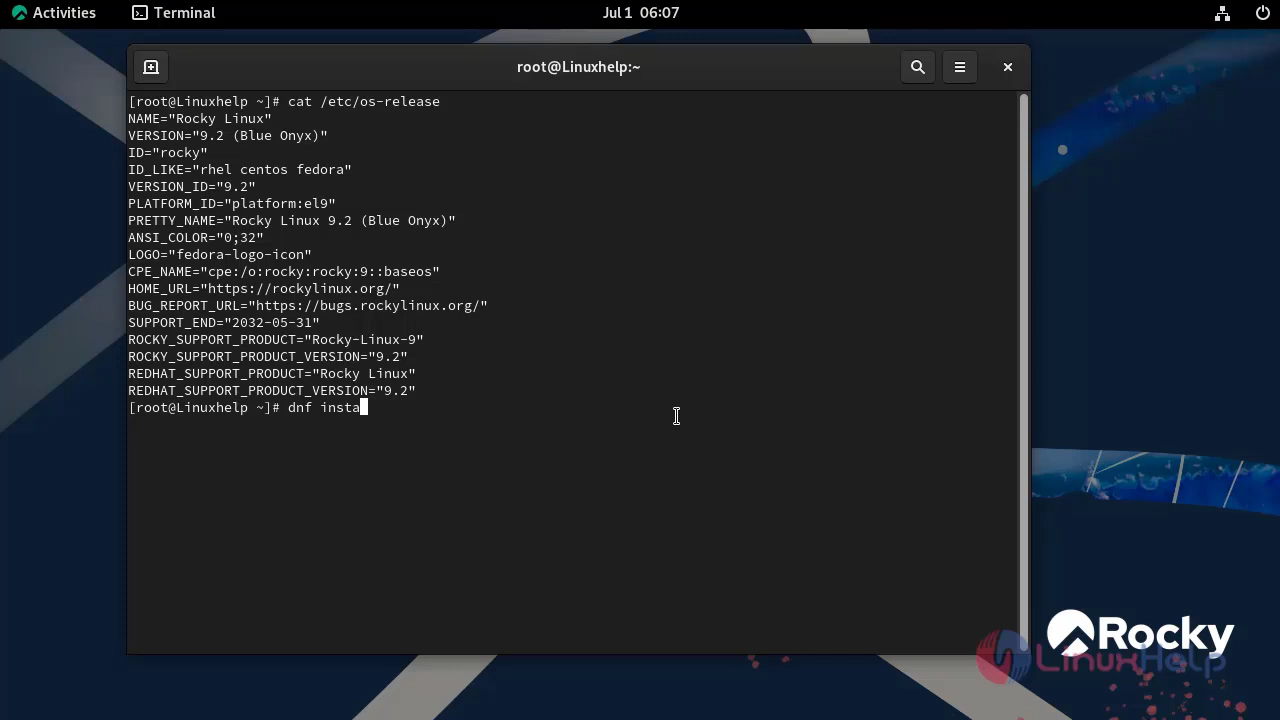 Activities Terminal Jul 1 06:07
root@Linuxhelp:~
[root@Linuxhelp ~]# cat /etc/os-release
NAME="Rocky Linux"
VERSION="9.2 (Blue Onyx)"
ID="rocky"
ID_LIKE="rhel centos fedora"
VERSION_ID="9.2"
PLATFORM_ID="platform:el9"
PRETTY_NAME="Rocky Linux 9.2 (Blue Onyx)"
ANSI_COLOR="0;32"
LOGO="fedora-logo-icon"
CPE_NAME="cpe:/o:rocky:rocky:9::baseos"
HOME_URL="https://rockylinux.org/"
BUG_REPORT_URL="https://bugs.rockylinux.org/"
SUPPORT_END="2032-05-31"
ROCKY_SUPPORT_PRODUCT="Rocky-Linux-9"
ROCKY_SUPPORT_PRODUCT_VERSION="9.2"
REDHAT_SUPPORT_PRODUCT="Rocky Linux"
REDHAT_SUPPORT_PRODUCT_VERSION="9.2"
[root@Linuxhelp ~]# dnf insta
Rocky
LinuxHelp